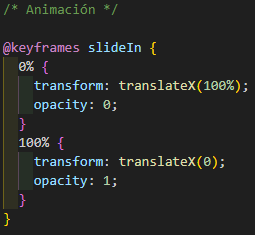 /* Animación */
@keyframes slideIn {
  0% {
    transform: translateX(100%);
    opacity: 0;
  }
  100% {
    transform: translateX(0);
    opacity: 1;
  }
}